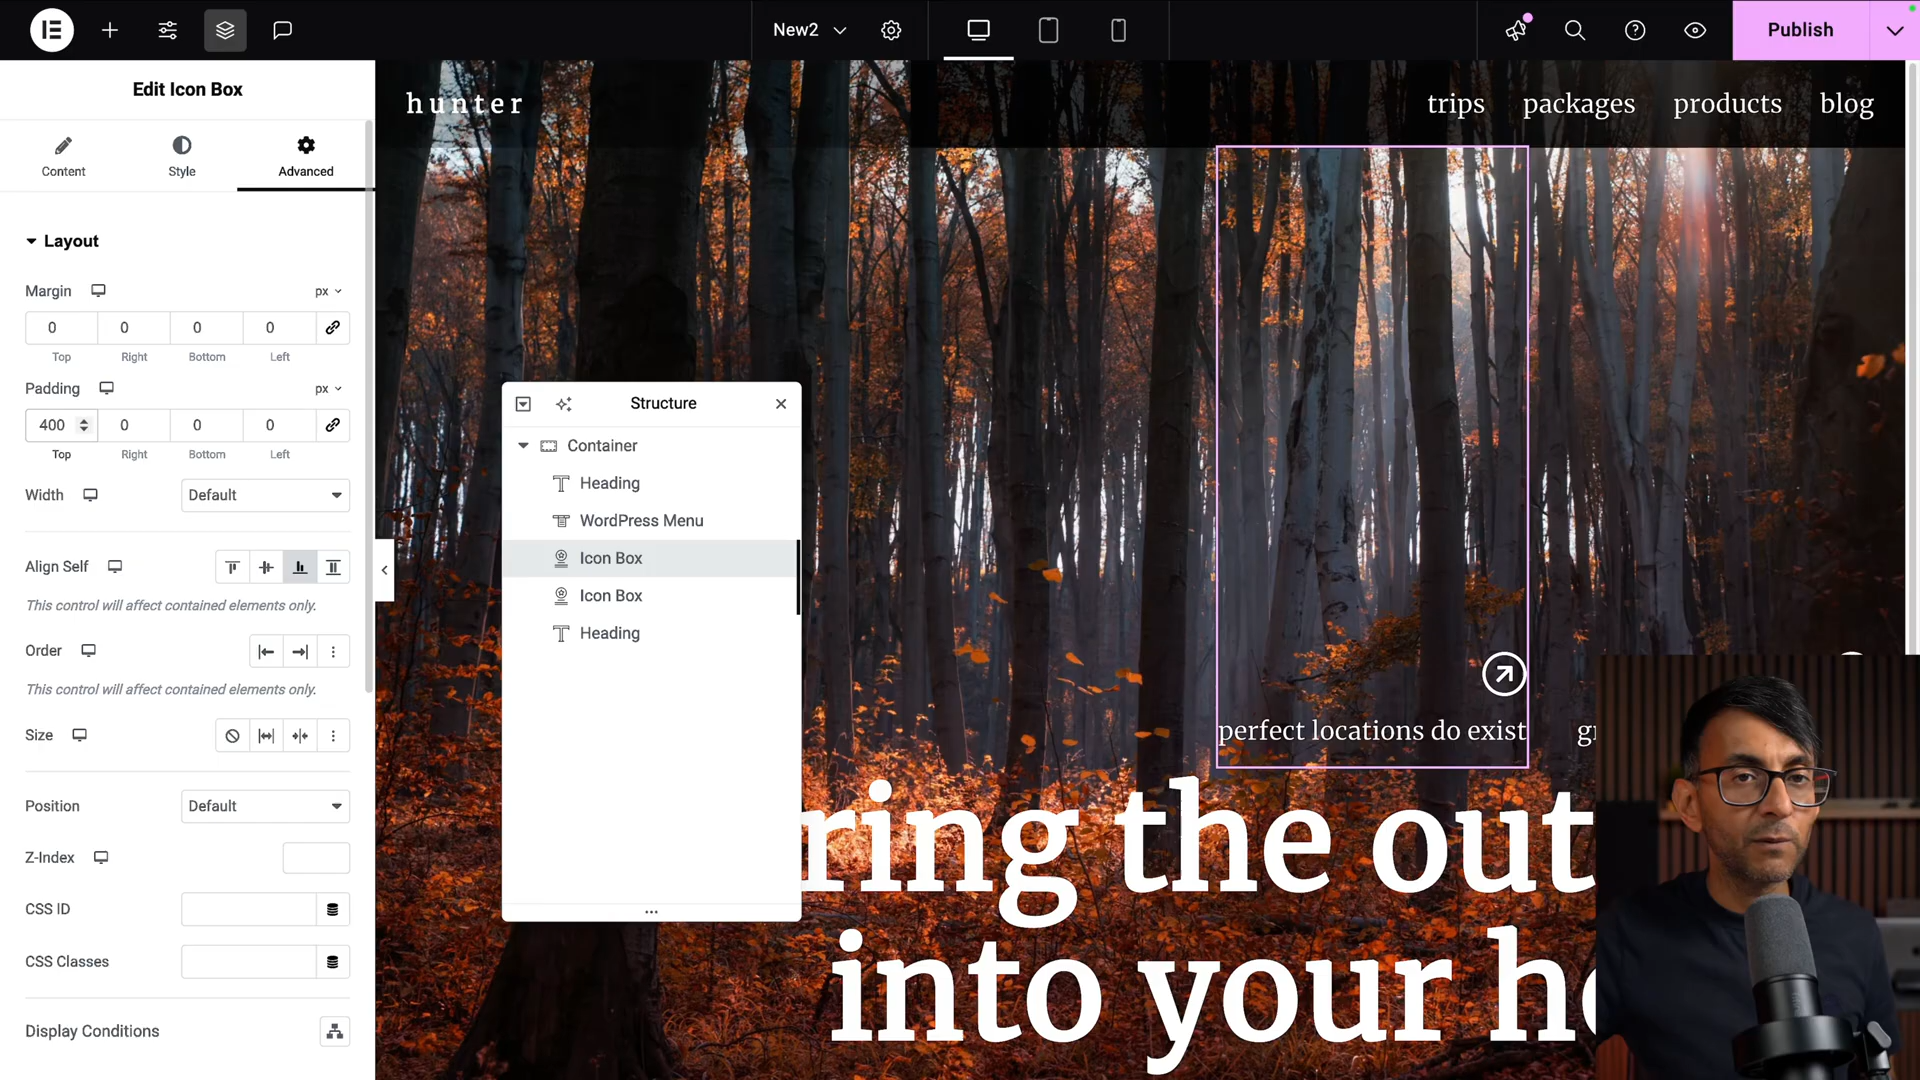 New2
Publish
Edit Icon Box
Content
Style
Advanced
Layout
Margin
px
0
0
0
0
Top
Right
Bottom
Left
Padding
px
400
0
0
0
Top
Right
Bottom
Left
Width
Default
Align Self
This control will affect contained elements only.
Order
This control will affect contained elements only.
Size
Position
Default
Z-Index
CSS ID
CSS Classes
Display Conditions
hunter
trips
packages
products
blog
Structure
Container
Heading
WordPress Menu
Icon Box
Icon Box
Heading
perfect locations do exist
ring the out
into your h